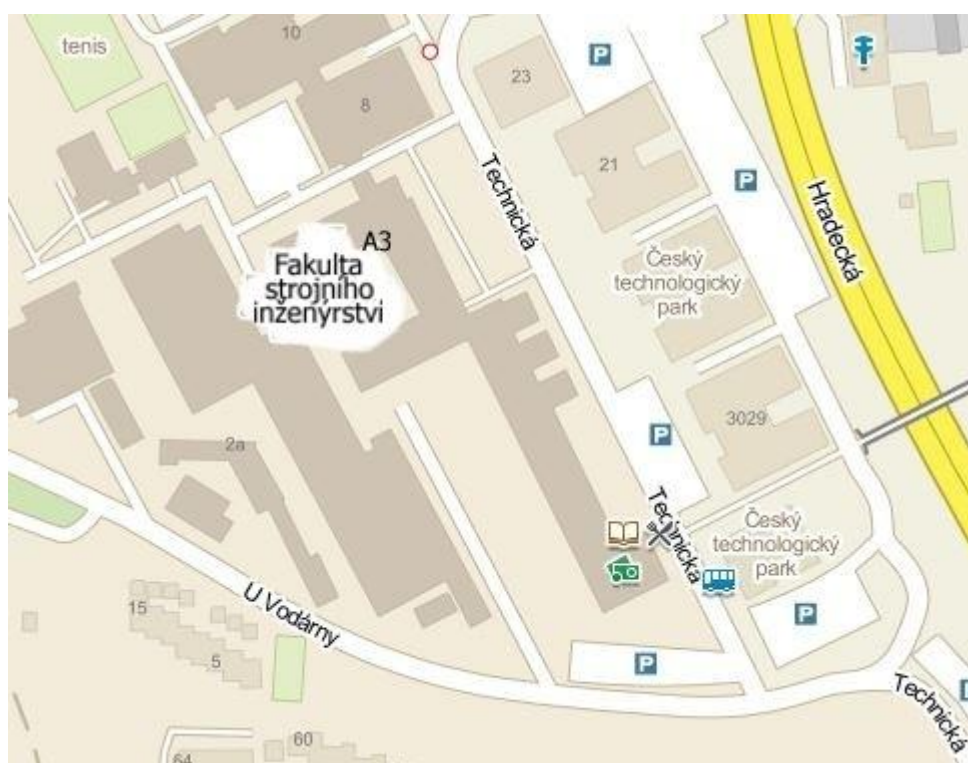 tenis
10
8
23
21
Technická
Hradecká
A3
Fakulta
strojního
inženýrství
Český
technologický
park
2a
3029
Technická
Český
technologický
park
U Vodárny
15
5
Technická
60
64
P
P
P
P
P